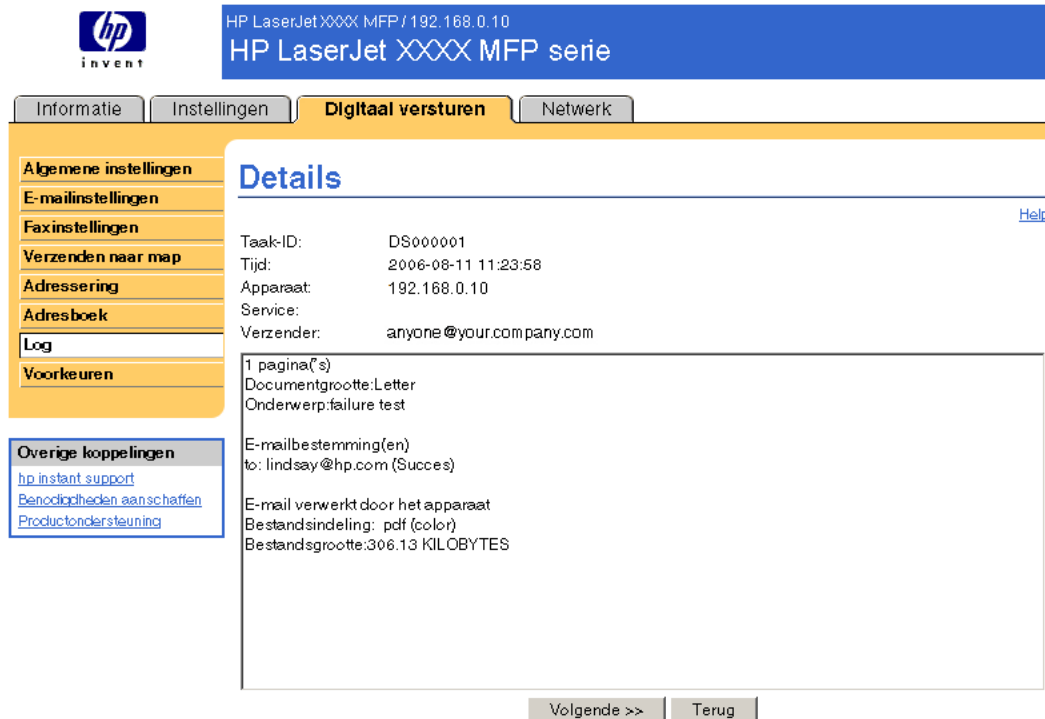 hp
invent
HP LaserJet XXXX MFP / 192.168.0.10
HP LaserJet XXXX MFP serie
Informatie
Instellingen
Digitaal versturen
Netwerk
Algemene instellingen
E-mailinstellingen
Faxinstellingen
Verzenden naar map
Adressering
Adresboek
Log
Voorkeuren
Overige koppelingen
hp instant support
Benodigdheden aanschaffen
Productondersteuning
Details
Help
Taak-ID: DS000001
Tijd: 2006-08-11 11:23:58
Apparaat: 192.168.0.10
Service:
Verzender: anyone@your.company.com
1 pagina("s)
Documentgrootte:Letter
Onderwerp:failure test
E-mailbestemming(en)
to: lindsay@hp.com (Succes)
E-mail verwerkt door het apparaat
Bestandsindeling: pdf (color)
Bestandsgrootte:306.13 KILOBYTES
Volgende >>
Terug